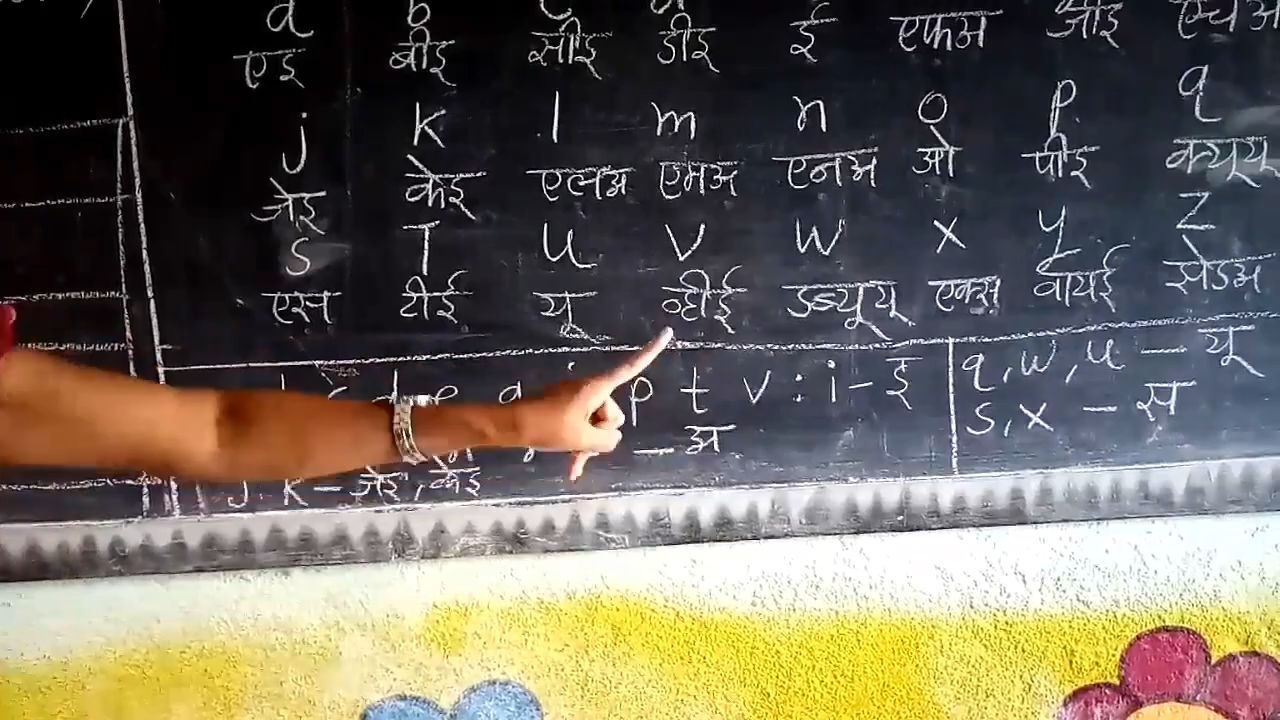 a b
एइ बीइ सीइ डीइ ई एफअ जीइ एचअ
j k l m n o p q
जेइ केइ एलअ एमअ एनअ ओ पीइ क्यूयू
s T u v w x y z
एस टीई यू व्हीई डब्यूयू एक्स वायई झेडअ
p t v : i - इ q, w, u - यू
— अ s, x - स
j. k - जेइ, केइ